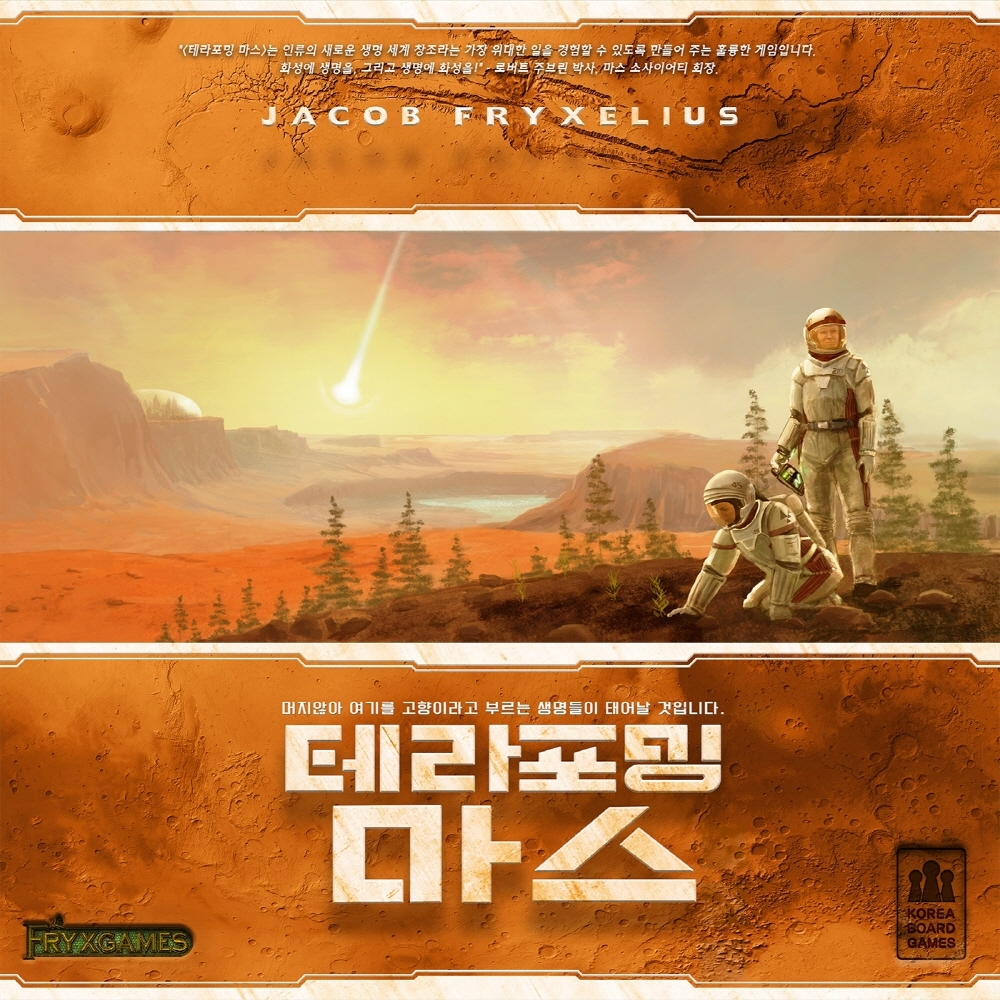 "<테라포밍 마스>는 인류의 새로운 생명 세계 창조라는 가장 위대한 일을 경험할 수 있도록 만들어 주는 훌륭한 게임입니다.
화성에 생명을, 그리고 생명에 화성을!" - 로버트 주브린 박사, 마스 소사이어티 회장.
JACOB FRYXELIUS
머지않아 여기를 고향이라고 부르는 생명들이 태어날 것입니다.
테라포밍
마스
FRYXGAMES
KOREA
BOARD
GAMES